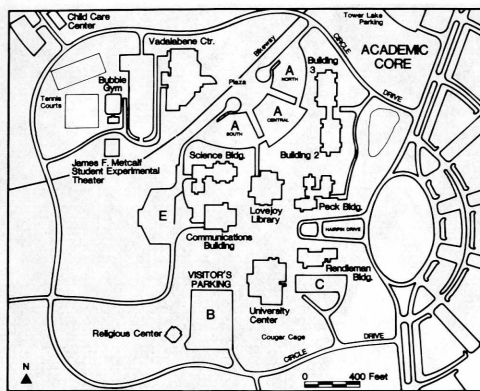 Child Care
Center
Tower Lake
Parking
Vadalabene Ctr.
Bikeway
Building
3
CIRCLE
ACADEMIC
CORE
A
NORTH
Bubble
Gym
Plaza
DRIVE
Tennis
Courts
A
CENTRAL
A
SOUTH
James F. Metcalf
Student Experimental
Theater
Science Bldg.
Building 2
Lovejoy
Library
Peck Bldg.
E
HAIRPIN DRIVE
Communications
Building
VISITOR'S
PARKING
Rendleman
Bldg.
C
B
University
Center
Religious Center
Cougar Cage
DRIVE
CIRCLE
N
0 400 Feet